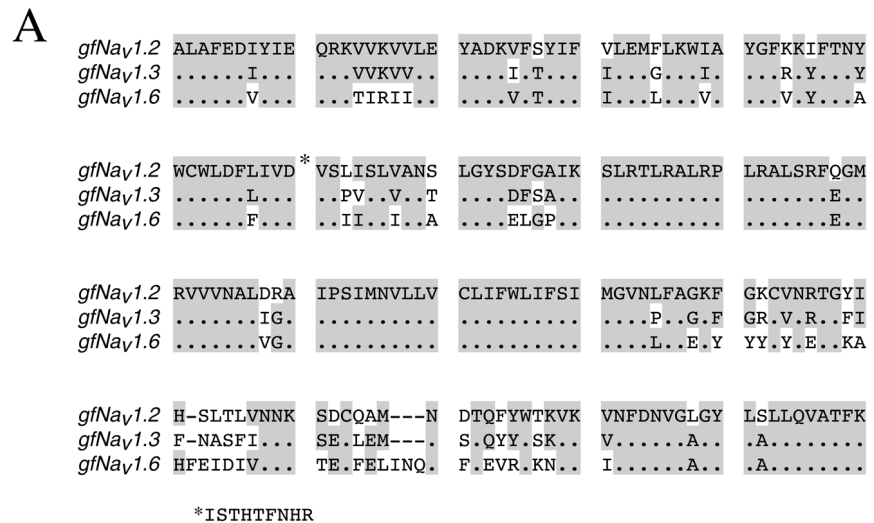 A
gfNaV1.2 ALAFEDIYIE QRKVVKVVLE YADKVFSYIF VLEMFLKWIA YGFKKIFTNY
gfNaV1.3 ......I... ...VVKVV.. ....I.T... I...G...I. ...R.Y...Y
gfNaV1.6 ......V... ...TIRII.. ....V.T... I...L...V. ...V.Y...A
WCWLDFLIVD * VSLISLVANS LGYSDFGAIK SLRTLRALRP LRALSRFQGM
gfNaV1.2
gfNaV1.3 ......L... ..PV..V..T ....DFSA.. .......... .......E..
gfNaV1.6 ......F... ..II..I..A ....ELGP.. .......... .......E..
gfNaV1.2 RVVVNALDRA IPSIMNVLLV CLIFWLIFSI MGVNLFAGKF GKCVNRTGYI
gfNaV1.3 .......IG. .......... .......... ....P..G.F GR.V.R..FI
gfNaV1.6 .......VG. .......... .......... ....L..E.Y YY.Y.E..KA
gfNaV1.2 H-SLTLVNNK SDCQAM---N DTQFYWTKVK VNFDNVGLGY LSLLQVATFK
gfNaV1.3 F-NASFI... SE.LEM---. S.QYY.SK.. V......A.. .A........
gfNaV1.6 HFEIDIV... TE.FELINQ. F.EVR.KN.. I......A.. .A........
*ISTHTFNHR